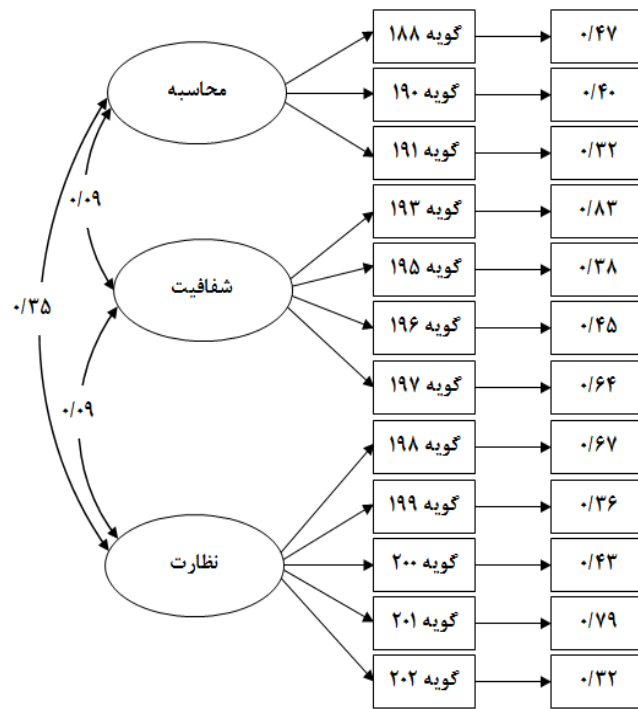 محاسبه
شفافیت
نظارت
۰/۰۹
۰/۳۵
۰/۰۹
گویه ۱۸۸
۰/۴۷
گویه ۱۹۰
۰/۴۰
گویه ۱۹۱
۰/۳۲
گویه ۱۹۳
۰/۸۳
گویه ۱۹۵
۰/۳۸
گویه ۱۹۶
۰/۴۵
گویه ۱۹۷
۰/۶۴
گویه ۱۹۸
۰/۶۷
گویه ۱۹۹
۰/۳۶
گویه ۲۰۰
۰/۴۳
گویه ۲۰۱
۰/۷۹
گویه ۲۰۲
۰/۳۲